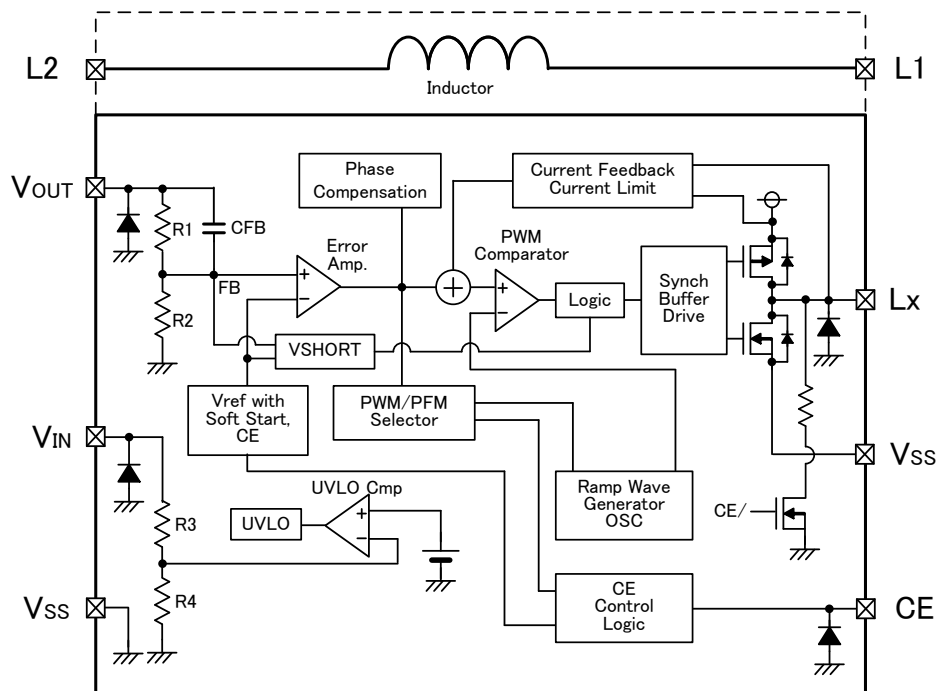 L2
L1
Inductor
VOUT
R1
CFB
R2
FB
Error
Amp.
Phase
Compensation
Current Feedback
Current Limit
PWM
Comparator
Logic
Synch
Buffer
Drive
Lx
VSHORT
Vref with
Soft Start,
CE
PWM/PFM
Selector
VIN
VSS
R3
R4
UVLO Cmp
UVLO
Ramp Wave
Generator
OSC
CE/
VSS
CE
Control
Logic
CE